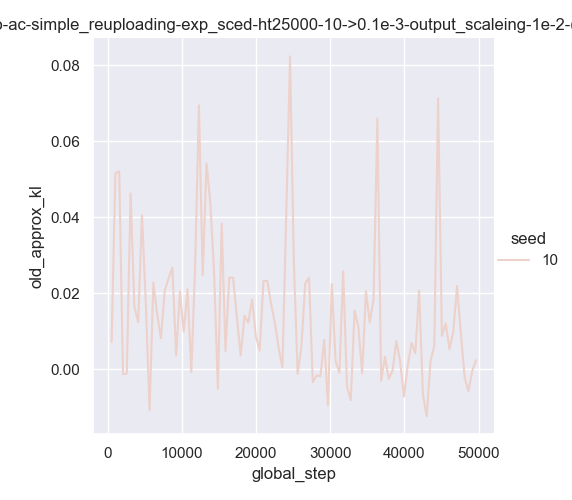 o-ac-simple_reuploading-exp_sced-ht25000-10->0.1e-3-output_scaleing-1e-2-
old_approx_kl
0.08
0.06
0.04
0.02
0.00
0 10000 20000 30000 40000 50000
global_step
seed
10